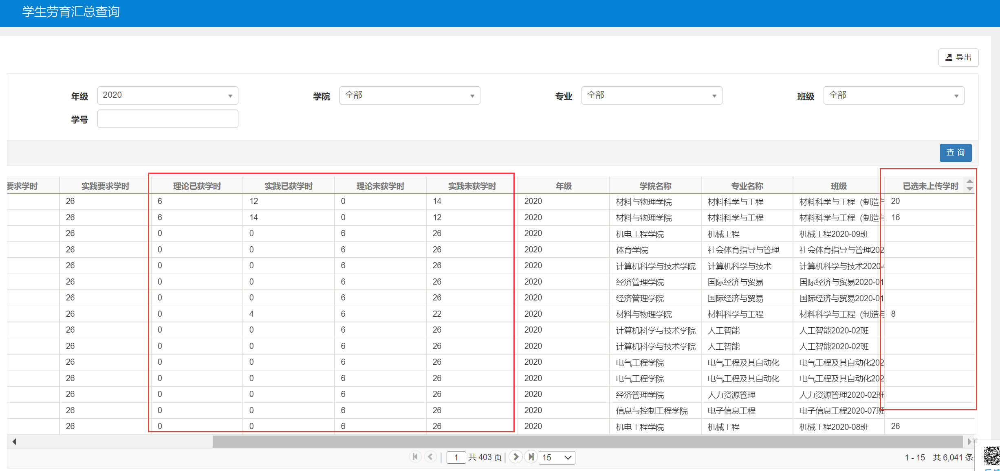 学生劳育汇总查询
导出
年级 2020 学院 全部 专业 全部 班级 全部
学号
查 询
要求学时 实践要求学时 理论已获学时 实践已获学时 理论未获学时 实践未获学时 年级 学院名称 专业名称 班级 已选未上传学时
26 6 12 0 14 2020 材料与物理学院 材料科学与工程 材料科学与工程（制造与 20
26 6 14 0 12 2020 材料与物理学院 材料科学与工程 材料科学与工程（制造与 16
26 0 0 6 26 2020 机电工程学院 机械工程 机械工程2020-09班
26 0 0 6 26 2020 体育学院 社会体育指导与管理 社会体育指导与管理202
26 0 0 6 26 2020 计算机科学与技术学院 计算机科学与技术 计算机科学与技术2020-
26 0 0 6 26 2020 经济管理学院 国际经济与贸易 国际经济与贸易2020-01
26 0 0 6 26 2020 经济管理学院 国际经济与贸易 国际经济与贸易2020-01
26 0 4 6 22 2020 材料与物理学院 材料科学与工程 材料科学与工程（制造与 8
26 0 0 6 26 2020 计算机科学与技术学院 人工智能 人工智能2020-02班
26 0 0 6 26 2020 计算机科学与技术学院 人工智能 人工智能2020-02班
26 0 0 6 26 2020 电气工程学院 电气工程及其自动化 电气工程及其自动化202
26 0 0 6 26 2020 电气工程学院 电气工程及其自动化 电气工程及其自动化202
26 0 0 6 26 2020 经济管理学院 人力资源管理 人力资源管理2020-02班
26 0 0 6 26 2020 信息与控制工程学院 电子信息工程 电子信息工程2020-07班
26 0 0 6 26 2020 机电工程学院 机械工程 机械工程2020-08班 26
1 共 403 页 15 1 - 15 共 6,041 条